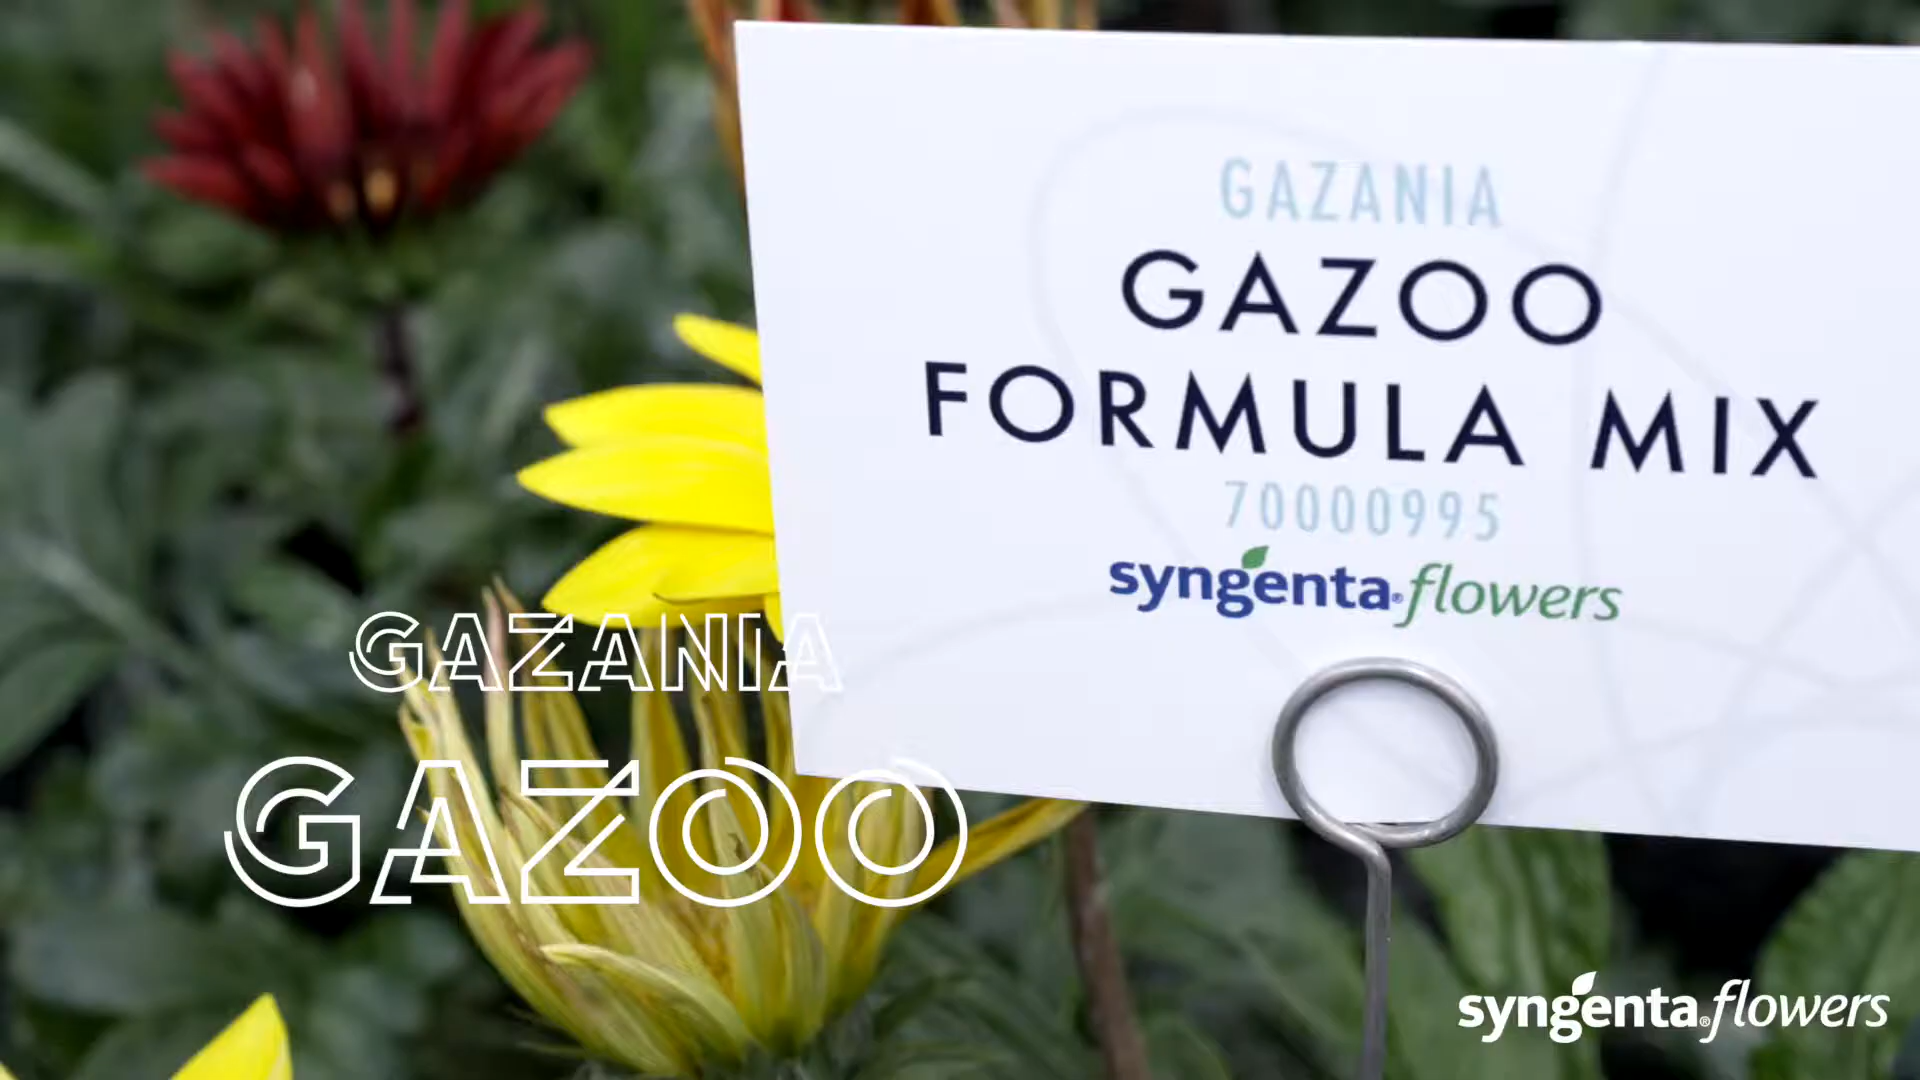 GAZANIA
GAZOO
FORMULA MIX
70000995
syngenta® flowers
GAZANIA
GAZOO
syngenta® flowers